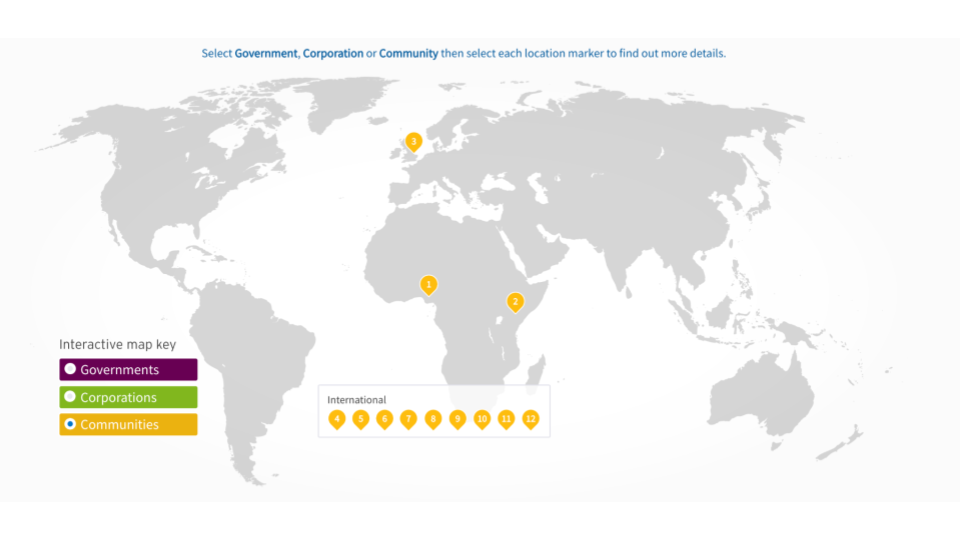 Select Government, Corporation or Community then select each location marker to find out more details.
3
1
2
Interactive map key
Governments
Corporations
Communities
International
4 5 6 7 8 9 10 11 12